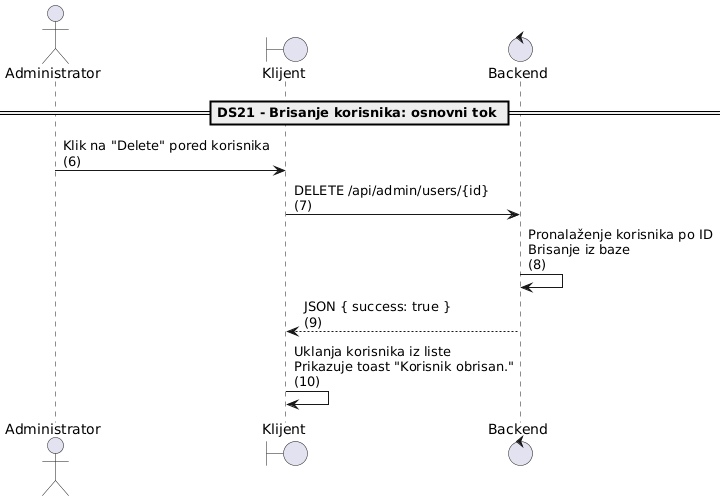 Administrator
Klijent
Backend
DS21 - Brisanje korisnika: osnovni tok
Klik na "Delete" pored korisnika
(6)
DELETE /api/admin/users/{id}
(7)
Pronalaženje korisnika po ID
Brisanje iz baze
(8)
JSON { success: true }
(9)
Uklanja korisnika iz liste
Prikazuje toast "Korisnik obrisan."
(10)
Administrator
Klijent
Backend